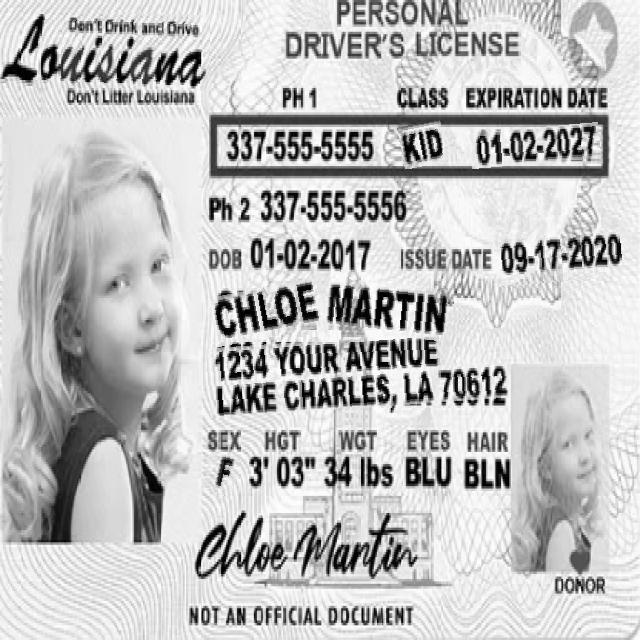 Don't Drink and Drive
Louisiana
Don't Litter Louisiana
PERSONAL
DRIVER'S LICENSE
PH 1 CLASS EXPIRATION DATE
337-555-5555 KID 01-02-2027
Ph 2 337-555-5556
DOB 01-02-2017 ISSUE DATE 09-17-2020
CHLOE MARTIN
1234 YOUR AVENUE
LAKE CHARLES, LA 70612
SEX HGT WGT EYES HAIR
F 3' 03" 34 lbs BLU BLN
Chloe Martin
DONOR
NOT AN OFFICIAL DOCUMENT